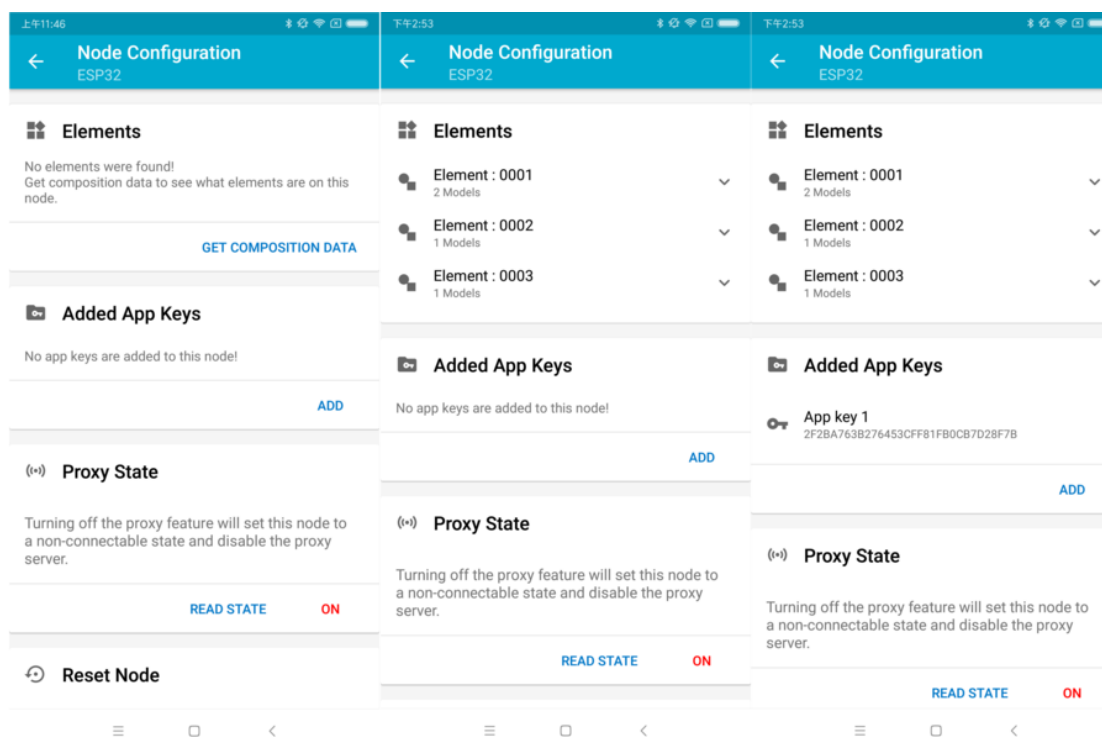 上午11:46
Node Configuration
ESP32
Elements
No elements were found!
Get composition data to see what elements are on this
node.
GET COMPOSITION DATA
Added App Keys
No app keys are added to this node!
ADD
Proxy State
Turning off the proxy feature will set this node to
a non-connectable state and disable the proxy
server.
READ STATE ON
Reset Node
下午2:53
Node Configuration
ESP32
Elements
Element : 0001
2 Models
Element : 0002
1 Models
Element : 0003
1 Models
Added App Keys
No app keys are added to this node!
ADD
Proxy State
Turning off the proxy feature will set this node to
a non-connectable state and disable the proxy
server.
READ STATE ON
下午2:53
Node Configuration
ESP32
Elements
Element : 0001
2 Models
Element : 0002
1 Models
Element : 0003
1 Models
Added App Keys
App key 1
2F2BA763B276453CFF81FB0CB7D28F7B
ADD
Proxy State
Turning off the proxy feature will set this node to
a non-connectable state and disable the proxy
server.
READ STATE ON